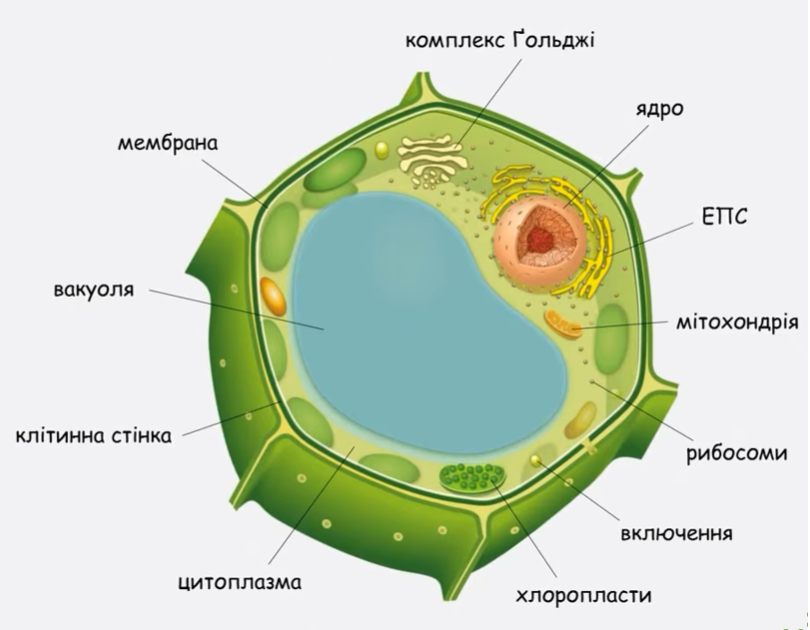 комплекс Ґольджі
ядро
мембрана
ЕПС
вакуоля
мітохондрія
клітинна стінка
рибосоми
включення
цитоплазма
хлоропласти